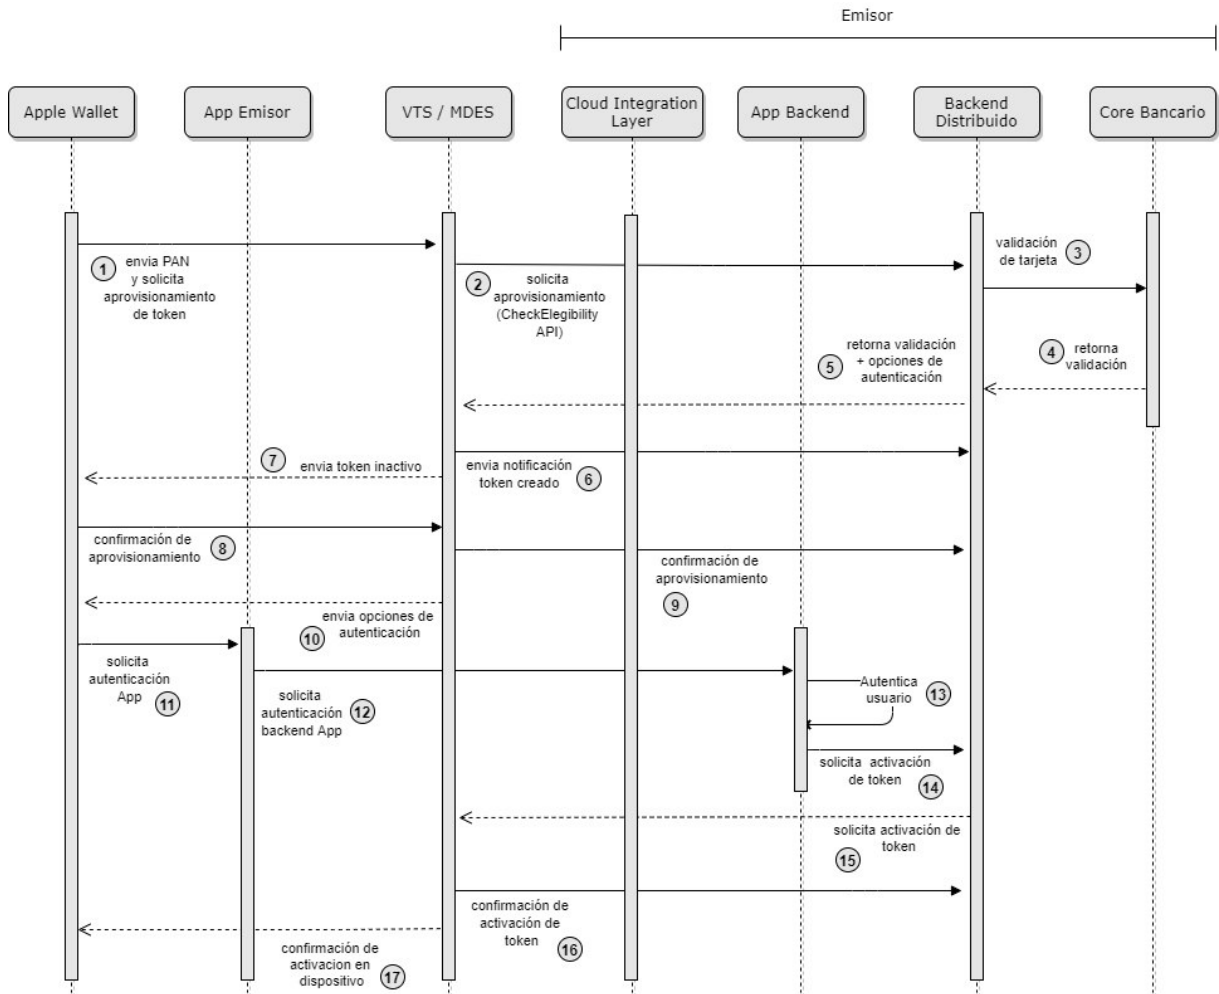 Emisor
Apple Wallet
App Emisor
VTS / MDES
Cloud Integration
Layer
App Backend
Backend
Distribuido
Core Bancario
1
envia PAN
y solicita
aprovisionamiento
de token
2
solicita
aprovisionamiento
(CheckElegibility
API)
validación
de tarjeta
3
4
retorna
validación
5
retorna validación
+ opciones de
autenticación
7
envia token inactivo
envia notificación
token creado
6
confirmación de
aprovisionamiento
8
confirmación de
aprovisionamiento
9
envia opciones de
autenticación
10
solicita
autenticación
App
11
solicita
autenticación
backend App
12
Autentica
usuario
13
solicita activación
de token
14
solicita activación de
token
15
confirmación de
activación de
token
16
confirmación de
activacion en
dispositivo
17